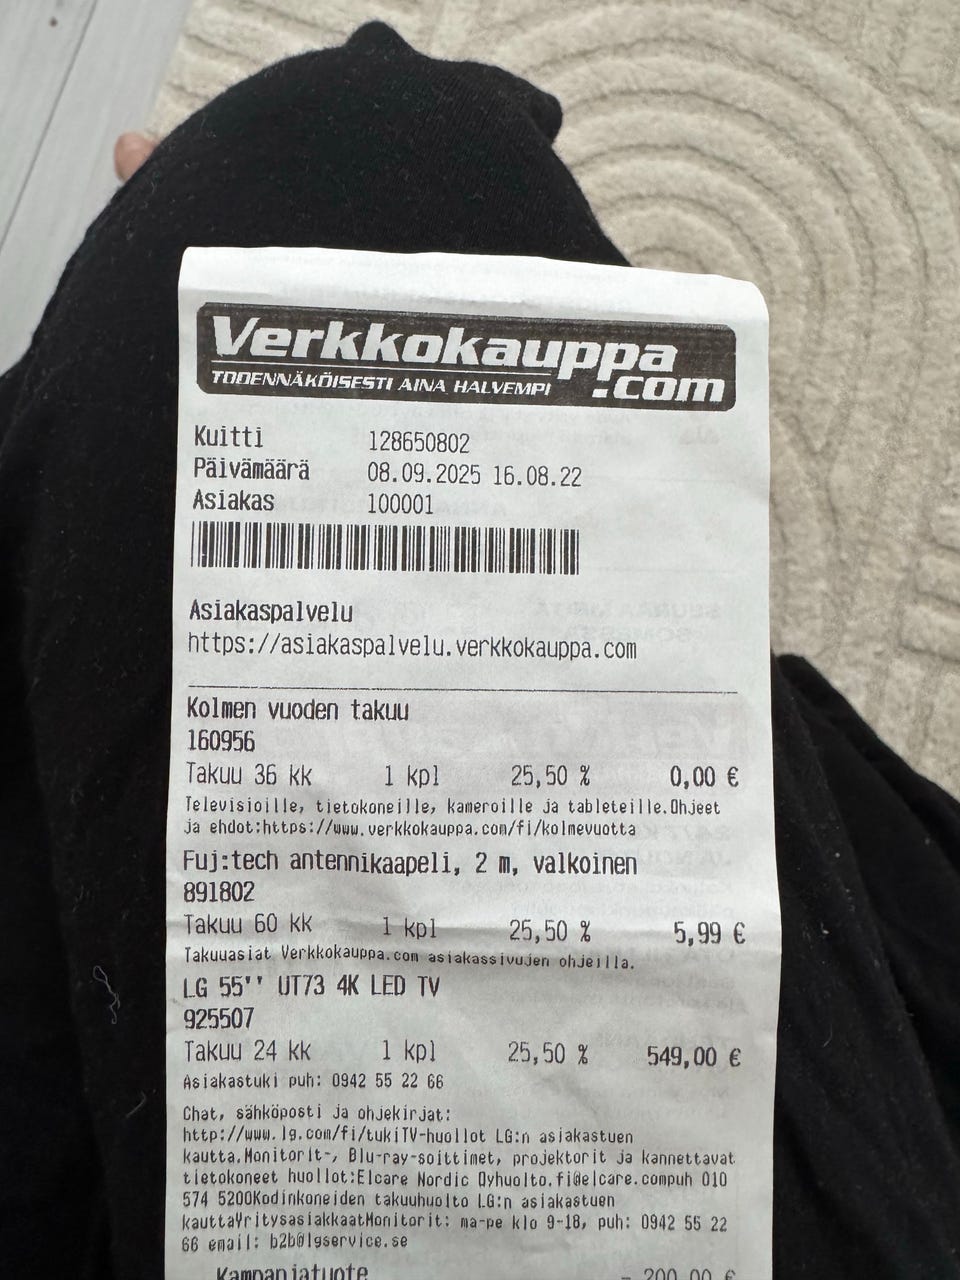 Verkkokauppa
.com
TODENNÄKÖISESTI AINA HALVEMPI
Kuitti 128650802
Päivämäärä 08.09.2025 16.08.22
Asiakas 100001
Asiakaspalvelu
https://asiakaspalvelu.verkkokauppa.com
Kolmen vuoden takuu
160956
Takuu 36 kk 1 kpl 25,50 % 0,00 €
Televisioille, tietokoneille, kameroille ja tableteille.Ohjeet
ja ehdot:https://www.verkkokauppa.com/fi/kolmevuotta
Fuj:tech antennikaapeli, 2 m, valkoinen
891802
Takuu 60 kk 1 kpl 25,50 % 5,99 €
Takuuasiat Verkkokauppa.com asiakassivujen ohjeilla.
LG 55'' UT73 4K LED TV
925507
Takuu 24 kk 1 kpl 25,50 % 549,00 €
Asiakastuki puh: 0942 55 22 66
Chat, sähköposti ja ohjekirjat:
http://www.lg.com/fi/tukiTV-huollot LG:n asiakastuen
kautta.Monitorit-, Blu-ray-soittimet, projektorit ja kannettavat
tietokoneet huollot:Elcare Nordic Oyhuolto.fi@elcare.compuh 010
574 5200Kodinkoneiden takuuhuolto LG:n asiakastuen
kauttaYritysasiakkaatMonitorit: ma-pe klo 9-18, puh: 0942 55 22
66 email: b2b@lgservice.se
Kampanjatuote - 200,00 €